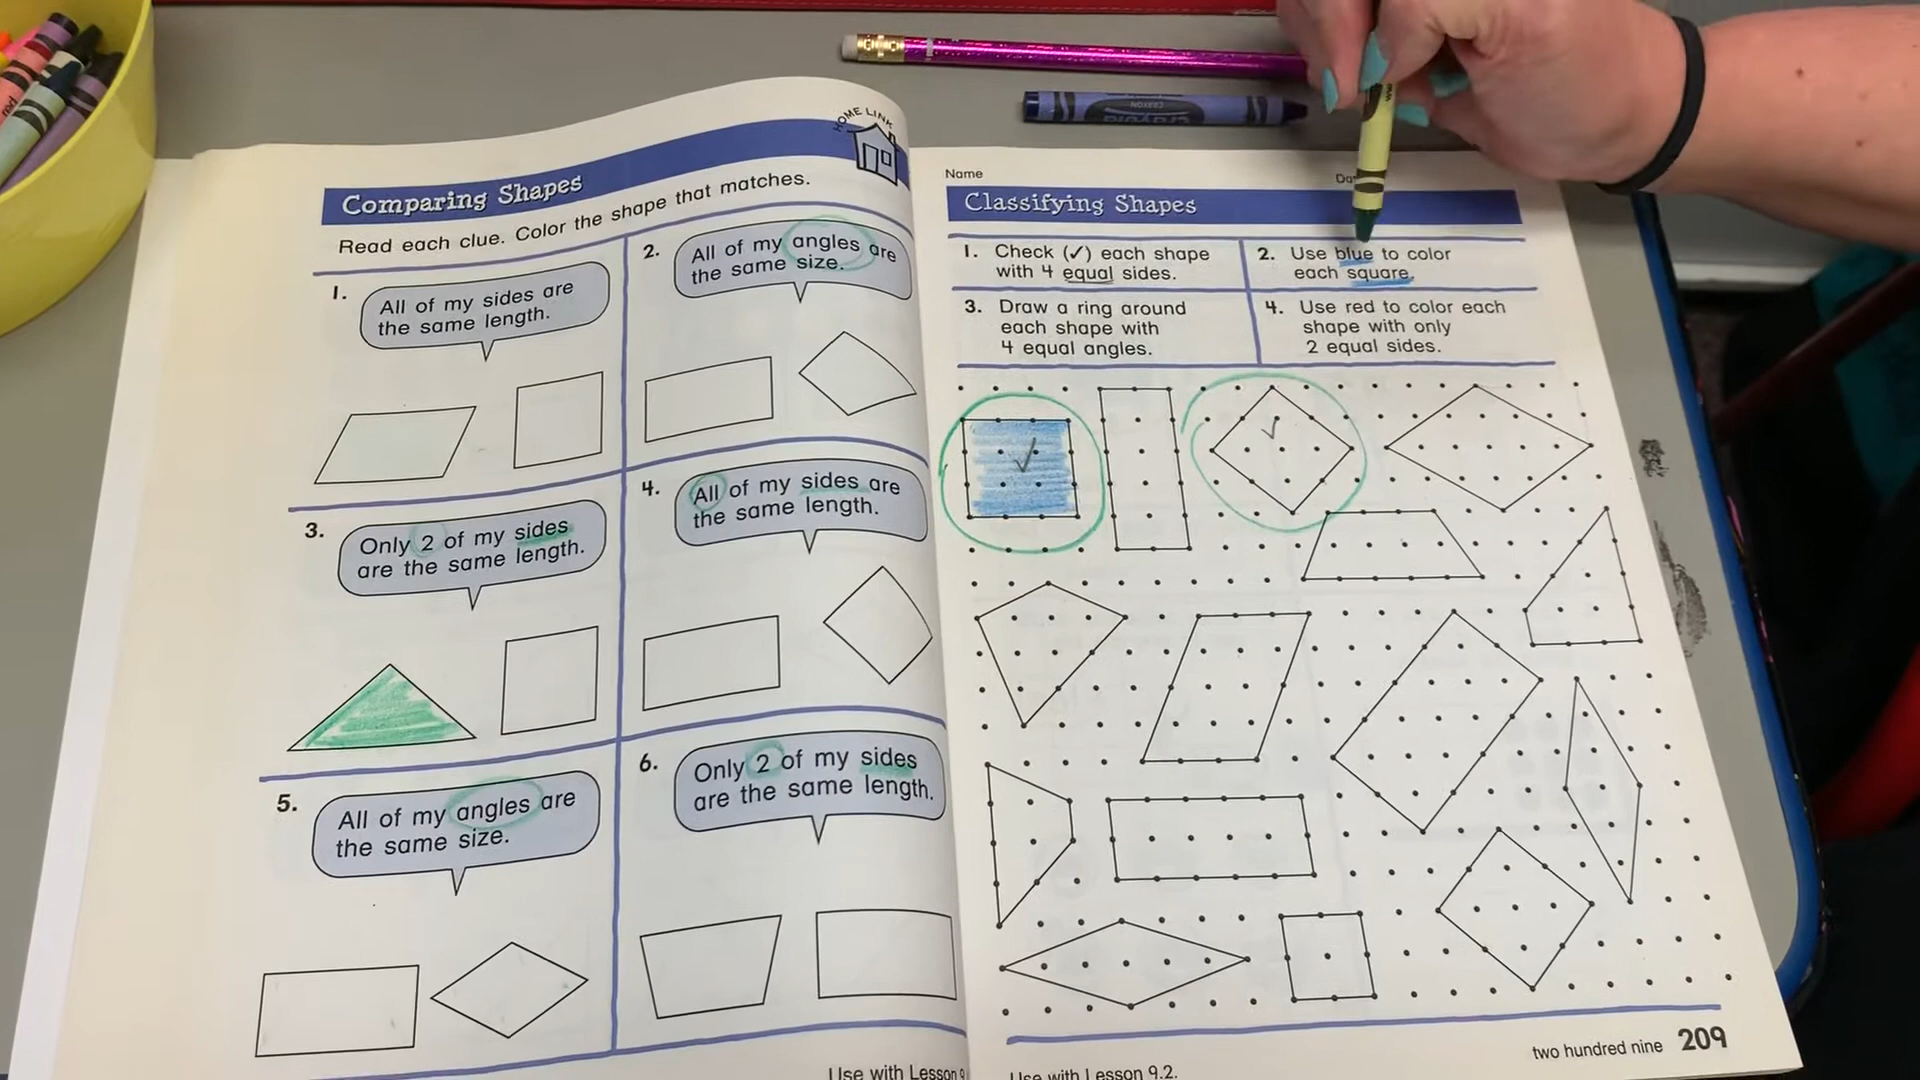 HOME LINK
Comparing Shapes
Read each clue. Color the shape that matches.
1.
All of my sides are
the same length.
2.
All of my angles are
the same size.
3.
Only 2 of my sides
are the same length.
4.
All of my sides are
the same length.
5.
All of my angles are
the same size.
6.
Only 2 of my sides
are the same length.
Use with Lesson 9
Name
Da
Classifying Shapes
1. Check (✓) each shape
with 4 equal sides.
2. Use blue to color
each square.
3. Draw a ring around
each shape with
4 equal angles.
4. Use red to color each
shape with only
2 equal sides.
two hundred nine 209
Use with Lesson 9.2.
red
CRAYON
Crayola